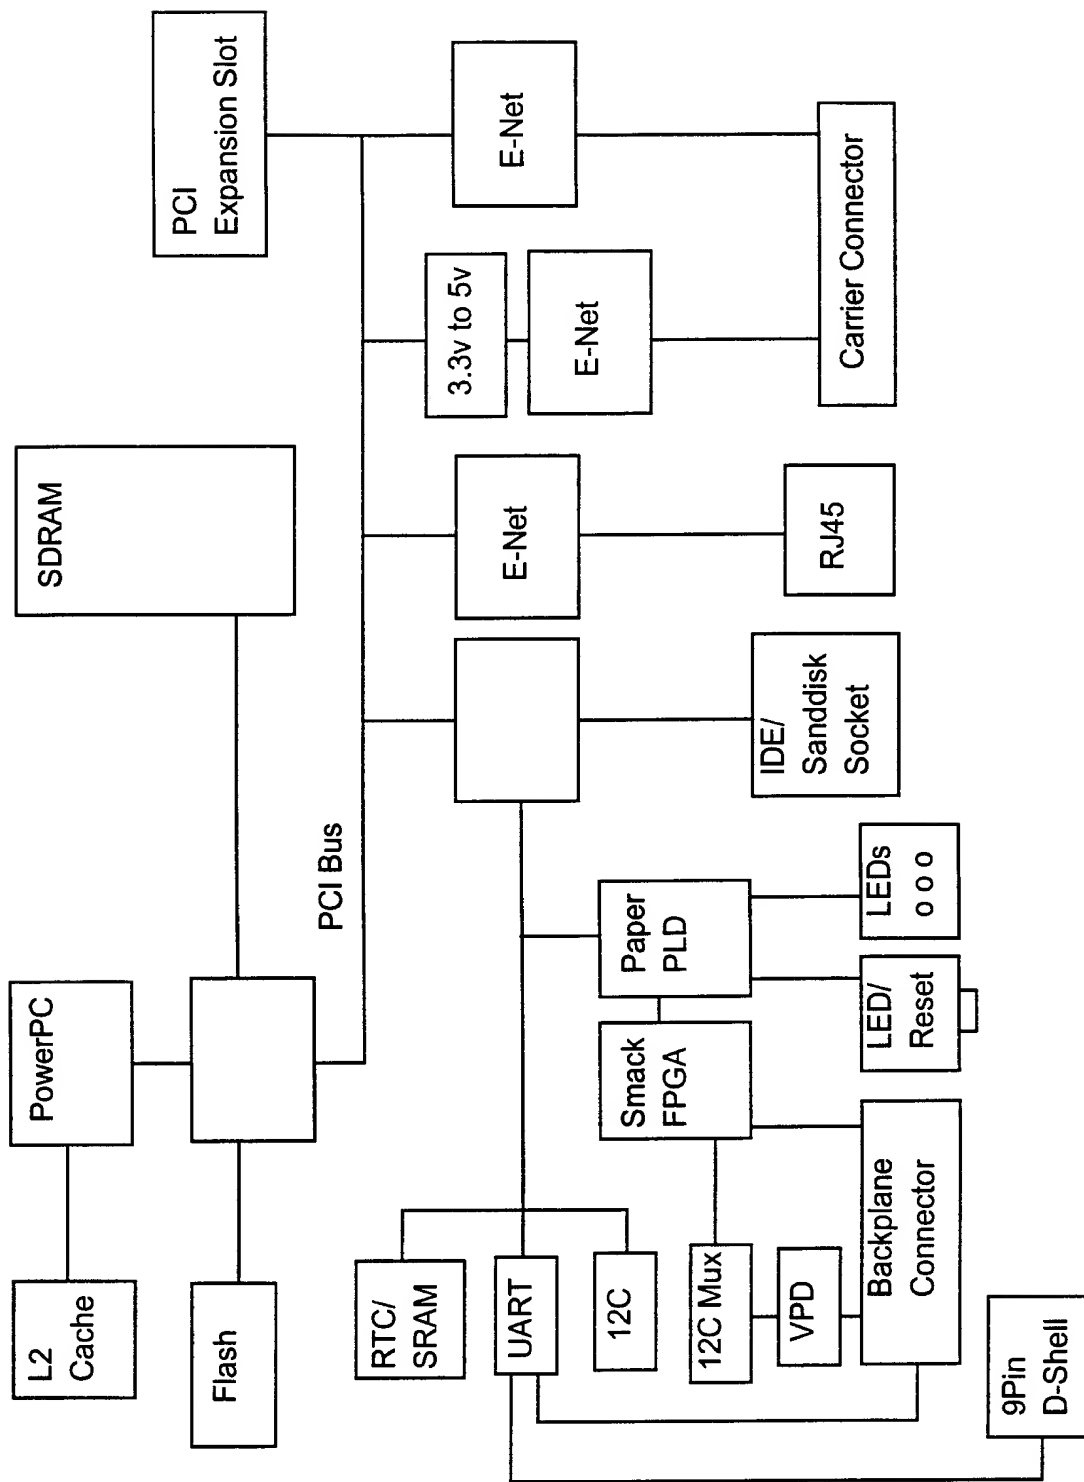 L2
Cache
PowerPC
SDRAM
Flash
PCI
Expansion Slot
PCI Bus
RTC/
SRAM
UART
12C
12C Mux
VPD
Smack
FPGA
Paper
PLD
E-Net
3.3v to 5v
E-Net
E-Net
Backplane
Connector
LED/
Reset
LEDs
o o o
IDE/
Sanddisk
Socket
RJ45
Carrier Connector
9Pin
D-Shell